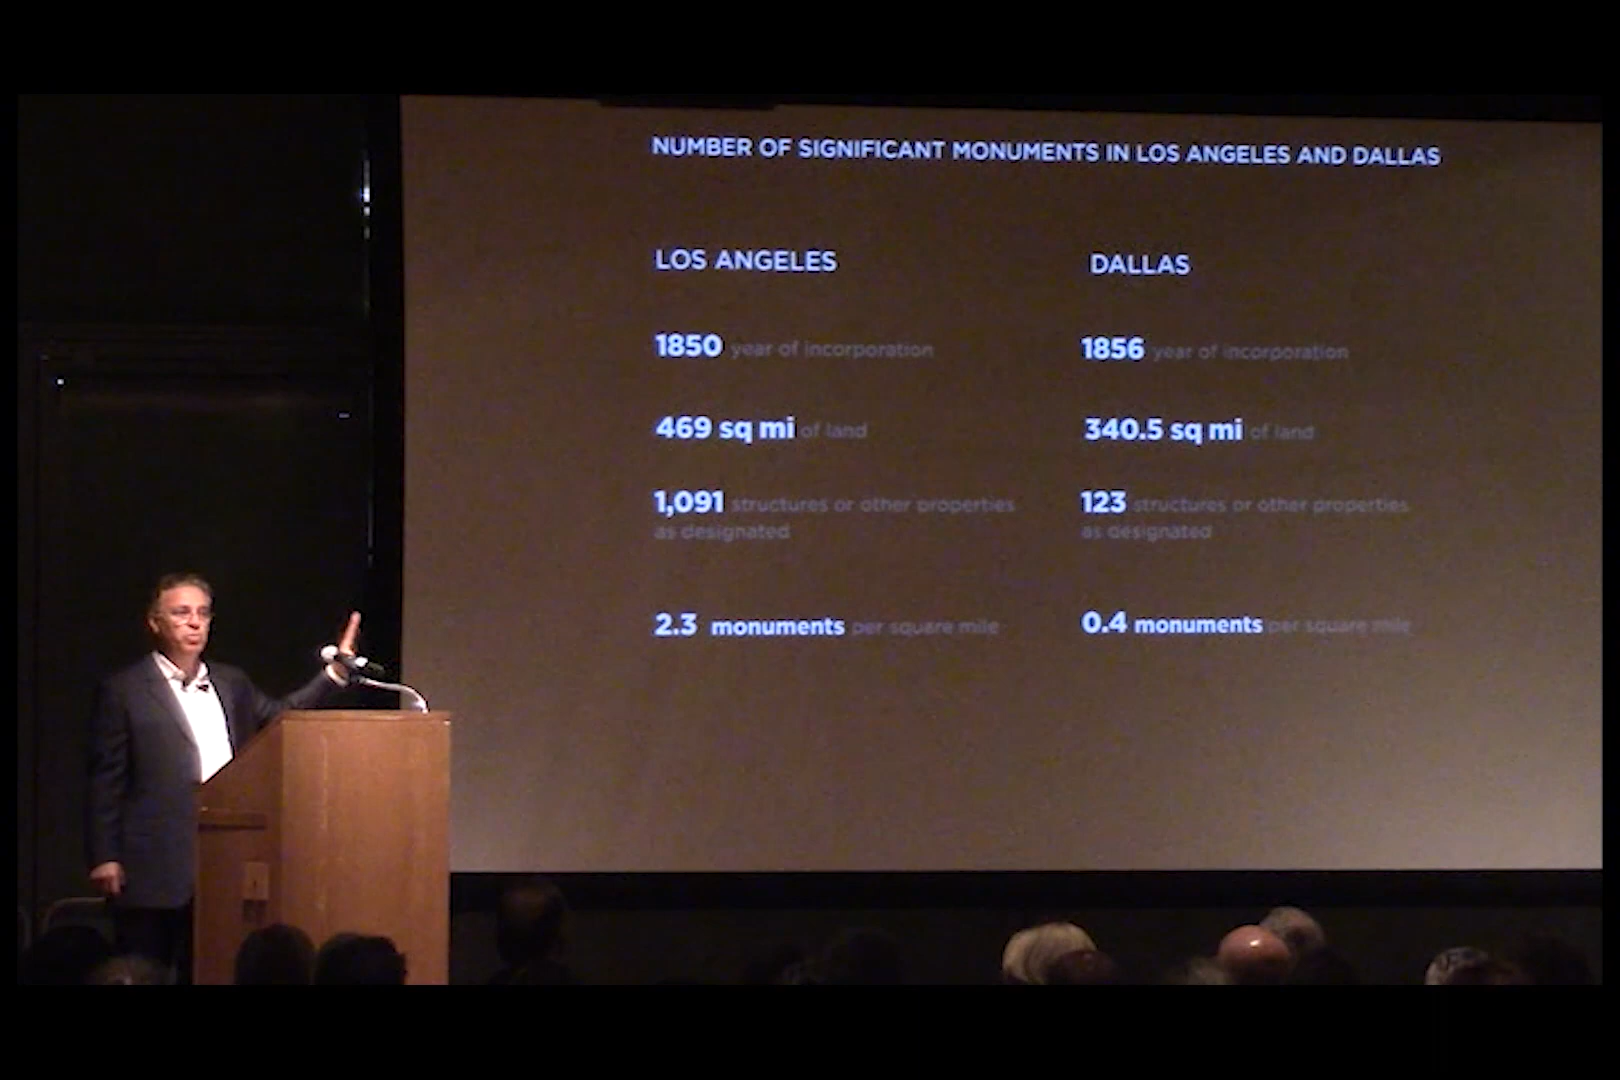 NUMBER OF SIGNIFICANT MONUMENTS IN LOS ANGELES AND DALLAS
LOS ANGELES
1850 year of incorporation
469 sq mi of land
1,091 structures or other properties
as designated
2.3 monuments per square mile
DALLAS
1856 year of incorporation
340.5 sq mi of land
123 structures or other properties
as designated
0.4 monuments per square mile